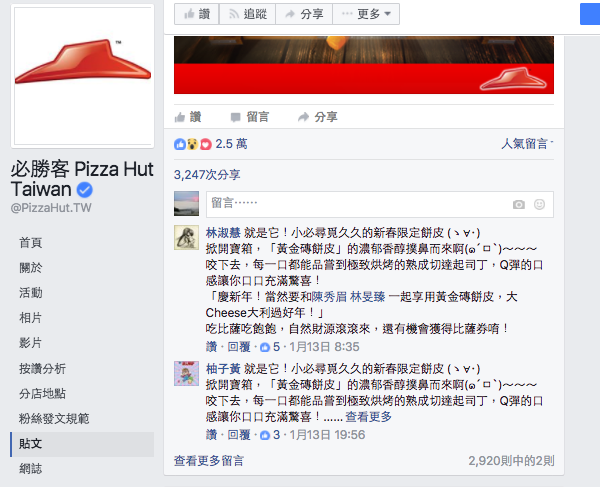 讚 追蹤 分享 更多
TM
必勝客 Pizza Hut
Taiwan
@PizzaHut.TW
首頁
關於
活動
相片
影片
按讚分析
分店地點
粉絲發文規範
貼文
網誌
讚 留言 分享
2.5 萬 人氣留言
3,247次分享
留言……
林淑慧 就是它！小必尋覓久久的新春限定餅皮 (ゝ∀･)
掀開寶箱，「黃金磚餅皮」的濃郁香醇撲鼻而來啊(๑´ㅁ`)～～～
咬下去，每一口都能品嘗到極致烘烤的熟成切達起司丁，Q彈的口
感讓你口口充滿驚喜！
「慶新年！當然要和陳秀眉 林旻臻 一起享用黃金磚餅皮，大
Cheese大利過好年！」
吃比薩吃飽飽，自然財源滾滾來，還有機會獲得比薩券唷！
讚 · 回覆 · 5 · 1月13日 8:35
柚子黃 就是它！小必尋覓久久的新春限定餅皮 (ゝ∀･)
掀開寶箱，「黃金磚餅皮」的濃郁香醇撲鼻而來啊(๑´ㅁ`)～～～
咬下去，每一口都能品嘗到極致烘烤的熟成切達起司丁，Q彈的口
感讓你口口充滿驚喜！...... 查看更多
讚 · 回覆 · 3 · 1月13日 19:56
查看更多留言 2,920則中的2則